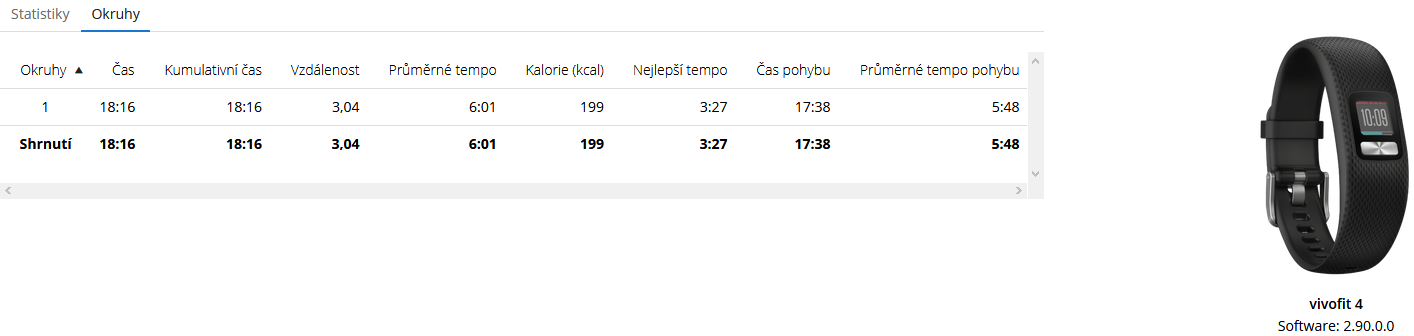 Statistiky Okruhy
Okruhy Čas Kumulativní čas Vzdálenost Průměrné tempo Kalorie (kcal) Nejlepší tempo Čas pohybu Průměrné tempo pohybu
1 18:16 18:16 3,04 6:01 199 3:27 17:38 5:48
Shrnutí 18:16 18:16 3,04 6:01 199 3:27 17:38 5:48
10:09
vivofit 4
Software: 2.90.0.0